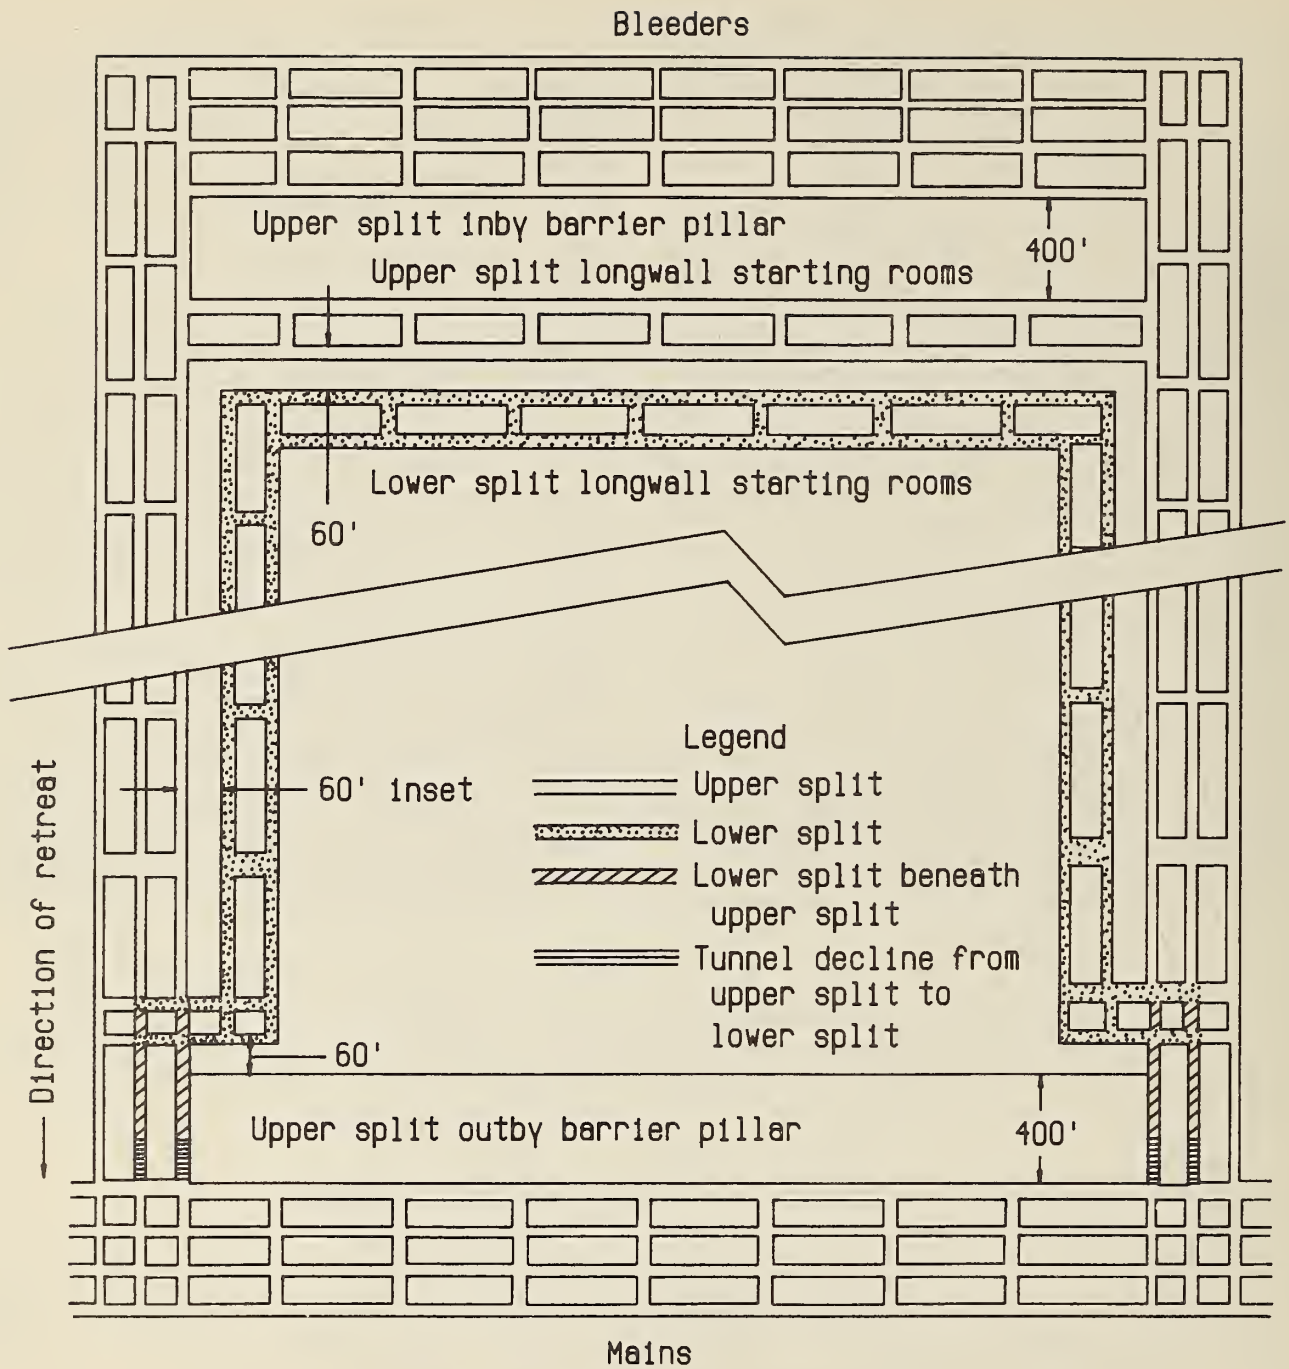 Bleeders
Upper split inby barrier pillar
400'
Upper split longwall starting rooms
Lower split longwall starting rooms
60'
Legend
Upper split
60' inset
Lower split
Lower split beneath
upper split
Tunnel decline from
upper split to
lower split
Direction of retreat
60'
Upper split outby barrier pillar
400'
Mains